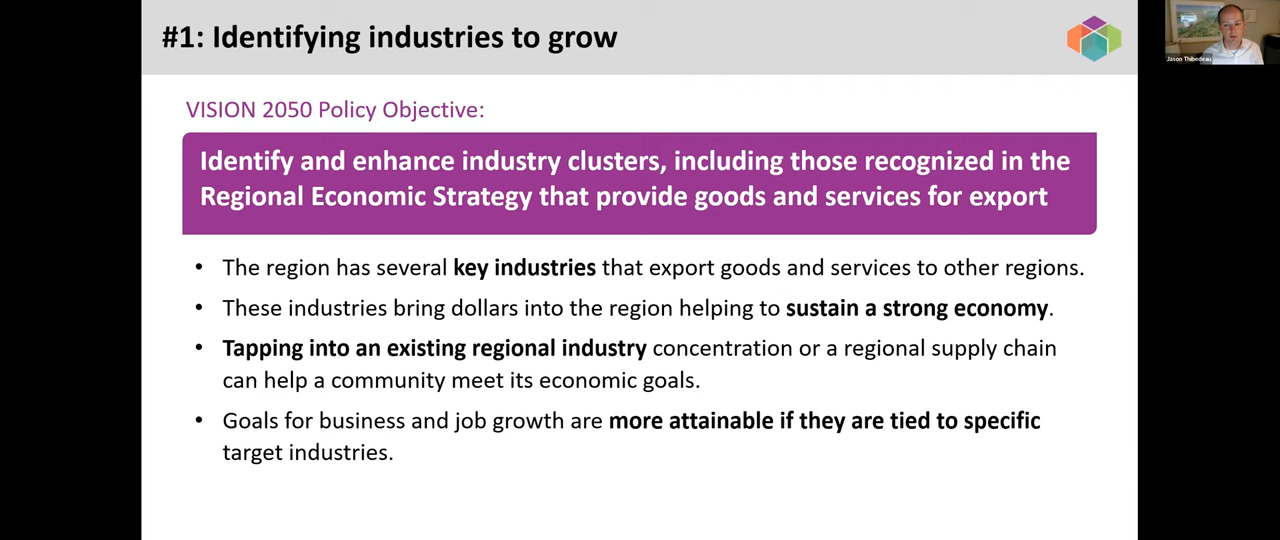 #1: Identifying industries to grow
Jason Thibedeau
VISION 2050 Policy Objective:
Identify and enhance industry clusters, including those recognized in the
Regional Economic Strategy that provide goods and services for export
• The region has several key industries that export goods and services to other regions.
• These industries bring dollars into the region helping to sustain a strong economy.
• Tapping into an existing regional industry concentration or a regional supply chain
can help a community meet its economic goals.
• Goals for business and job growth are more attainable if they are tied to specific
target industries.